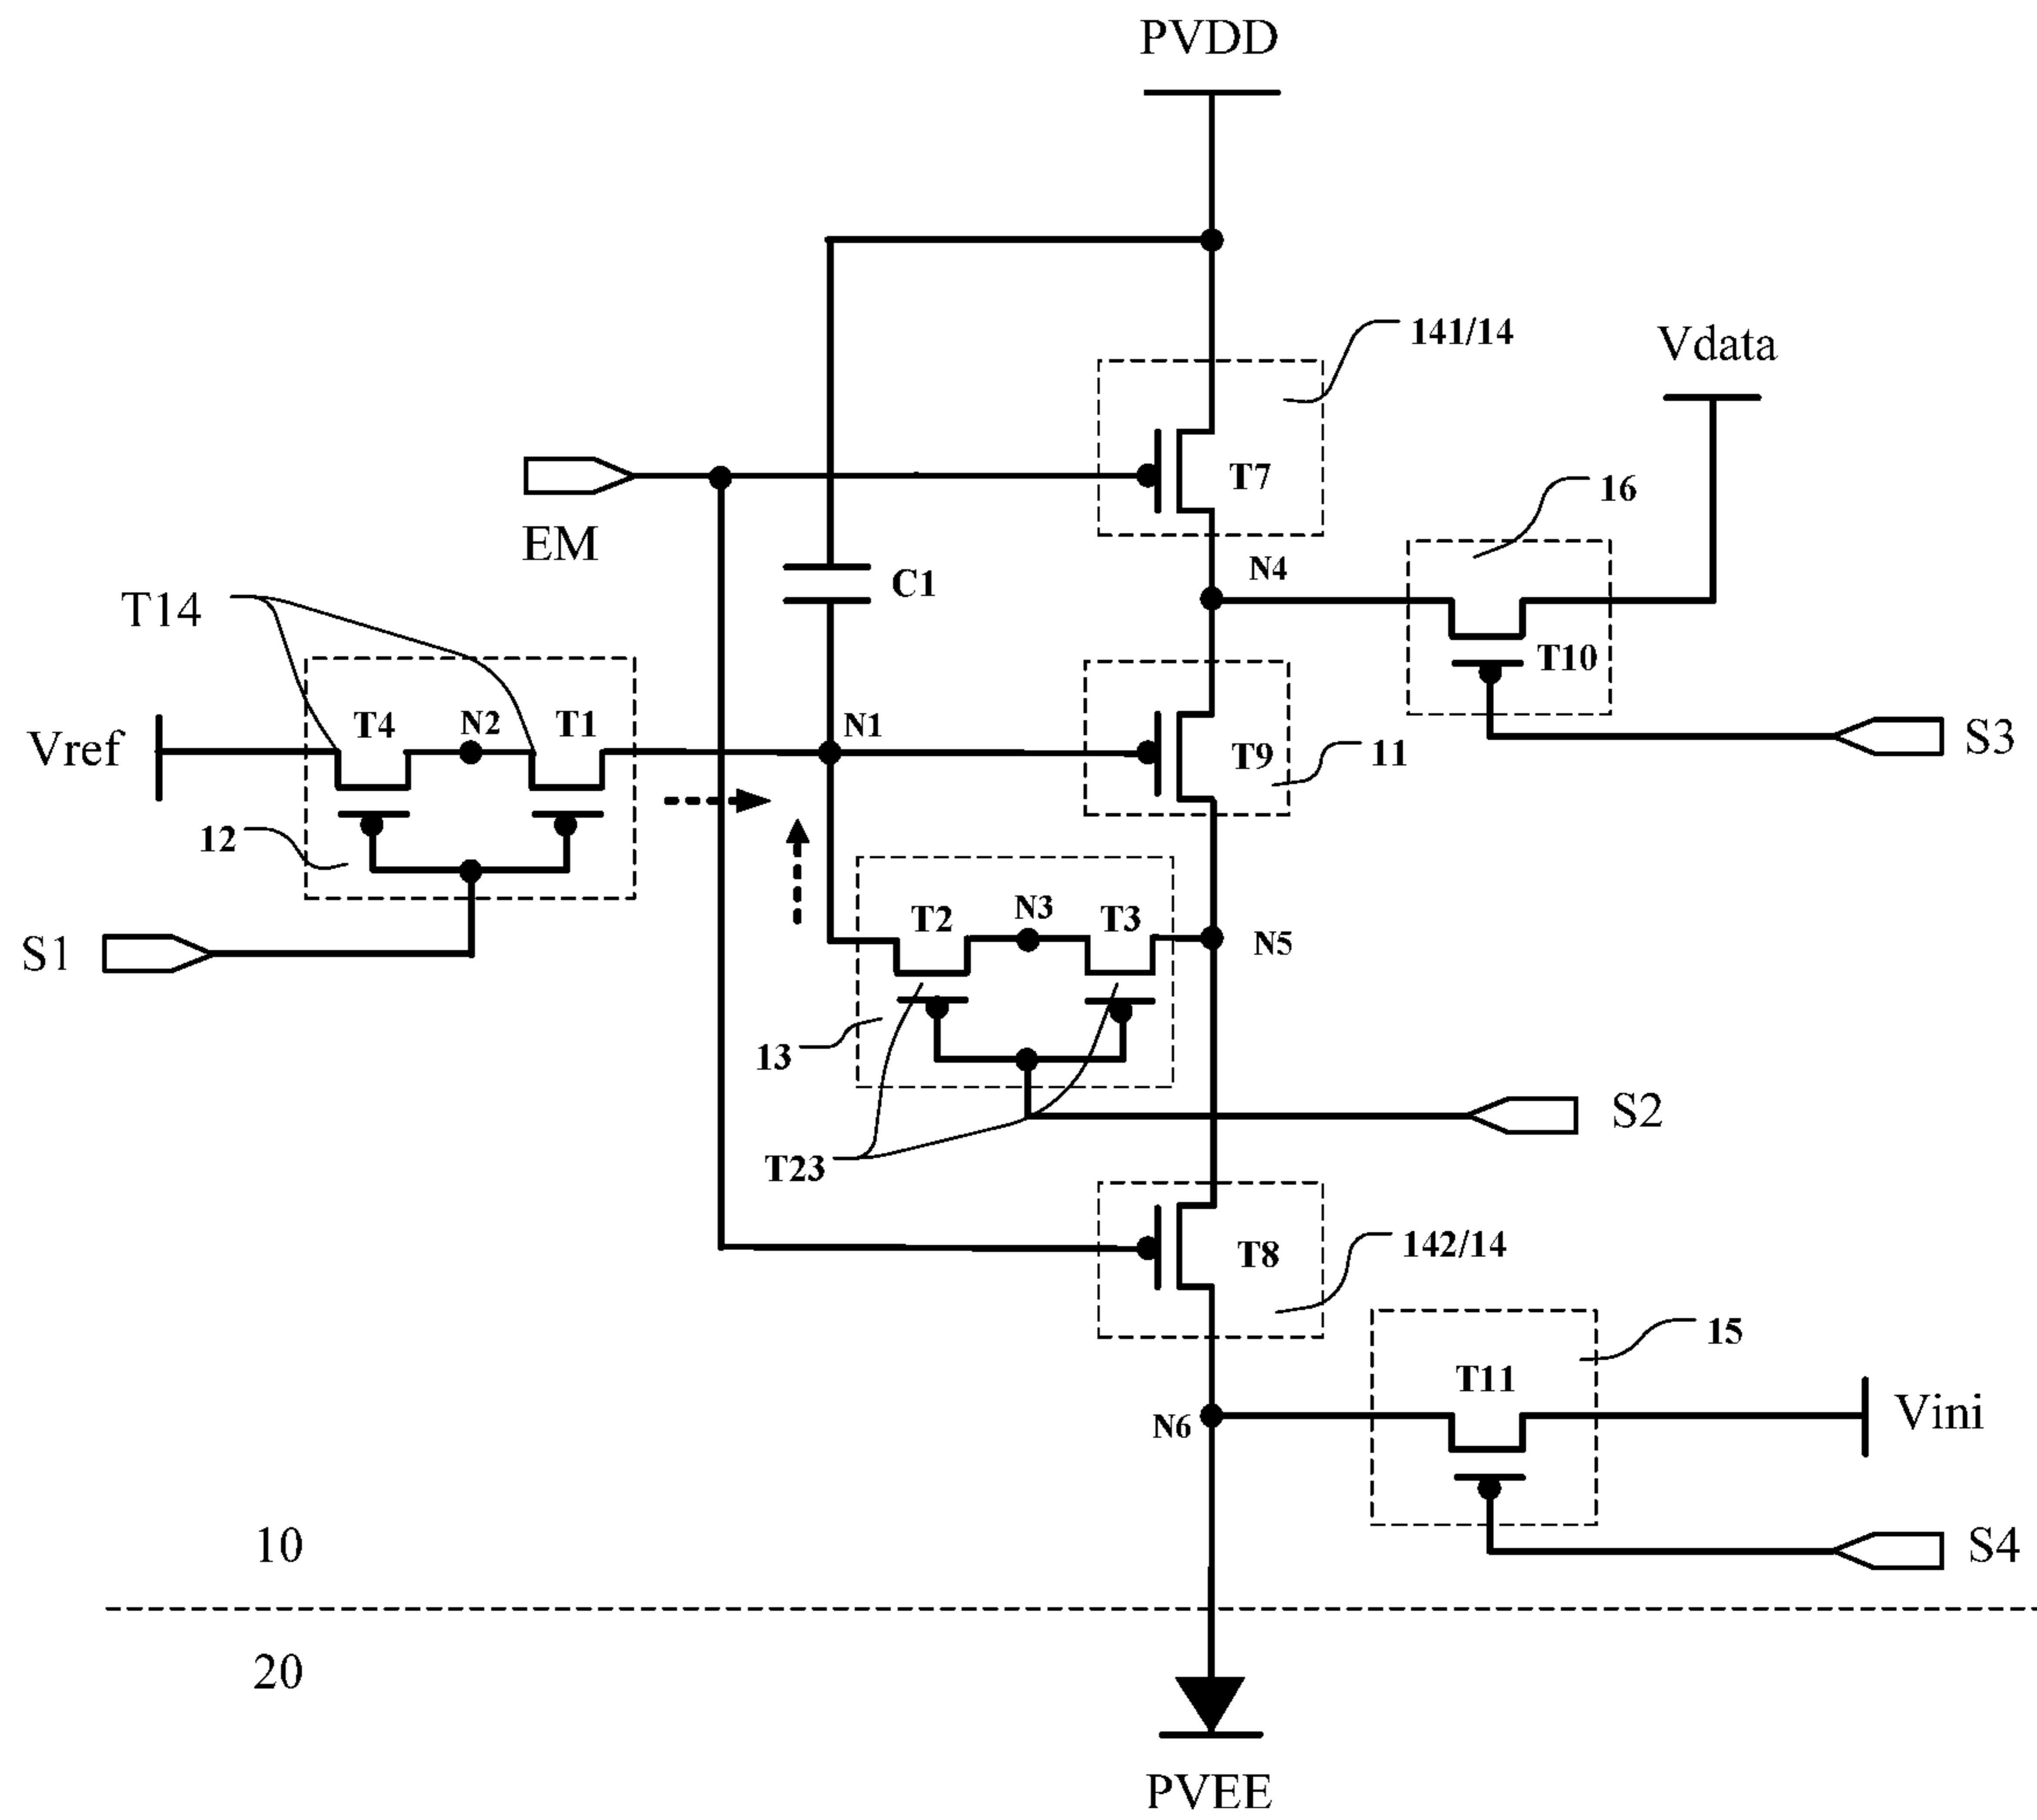 PVDD
141/14
Vdata
T7
16
EM
N4
C1
T14
T10
T4
N2
T1
N1
Vref
T9
11
S3
12
T2
N3
T3
N5
S1
13
S2
T23
T8
142/14
15
T11
Vini
N6
10
S4
20
PVEE